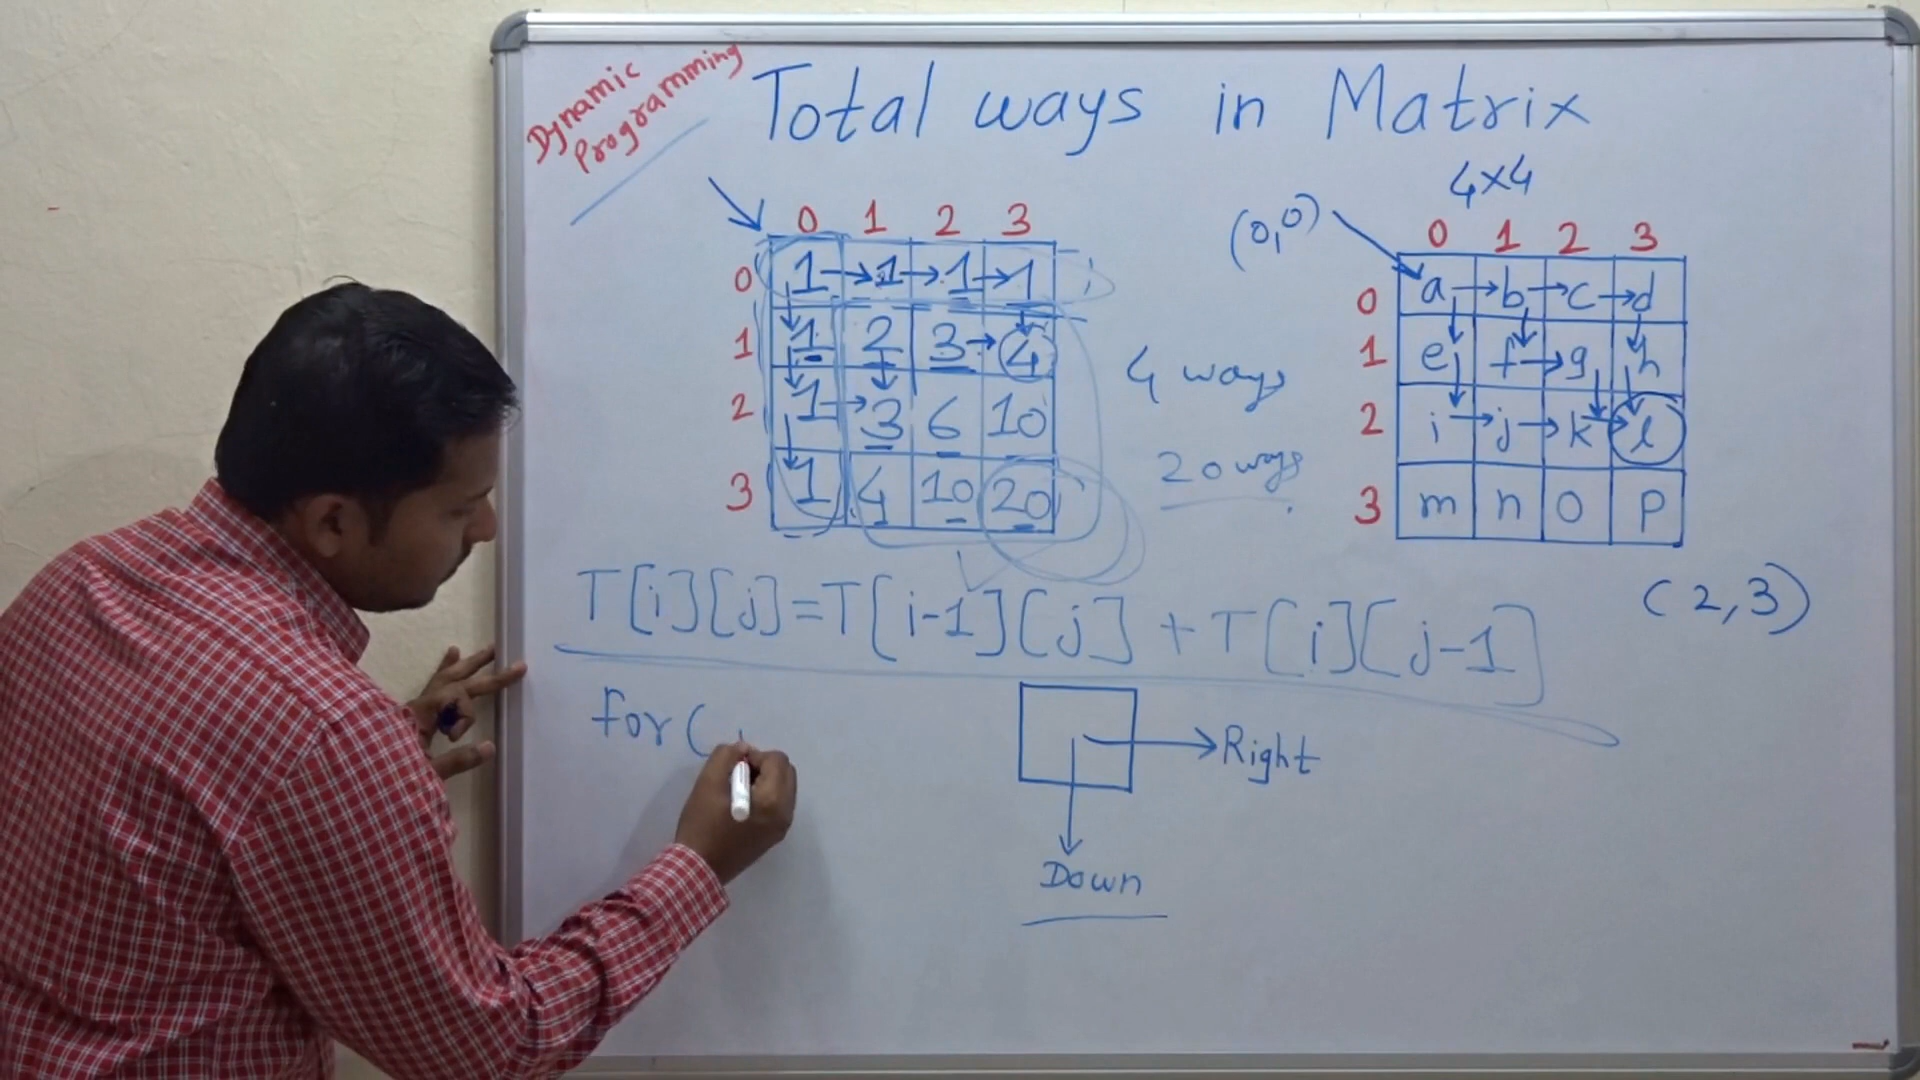 Dynamic
Programming
Total ways in Matrix
4×4
(0,0)
0 1 2 3
0 1 1 1 1
1 1 2 3 4
2 1 3 6 10
3 1 4 10 20
4 ways
20 ways
0 1 2 3
0 a b c d
1 e f g h
2 i j k l
3 m n o p
(2,3)
T[i][j]=T[i-1][j] + T[i][j-1]
for(
Right
Down